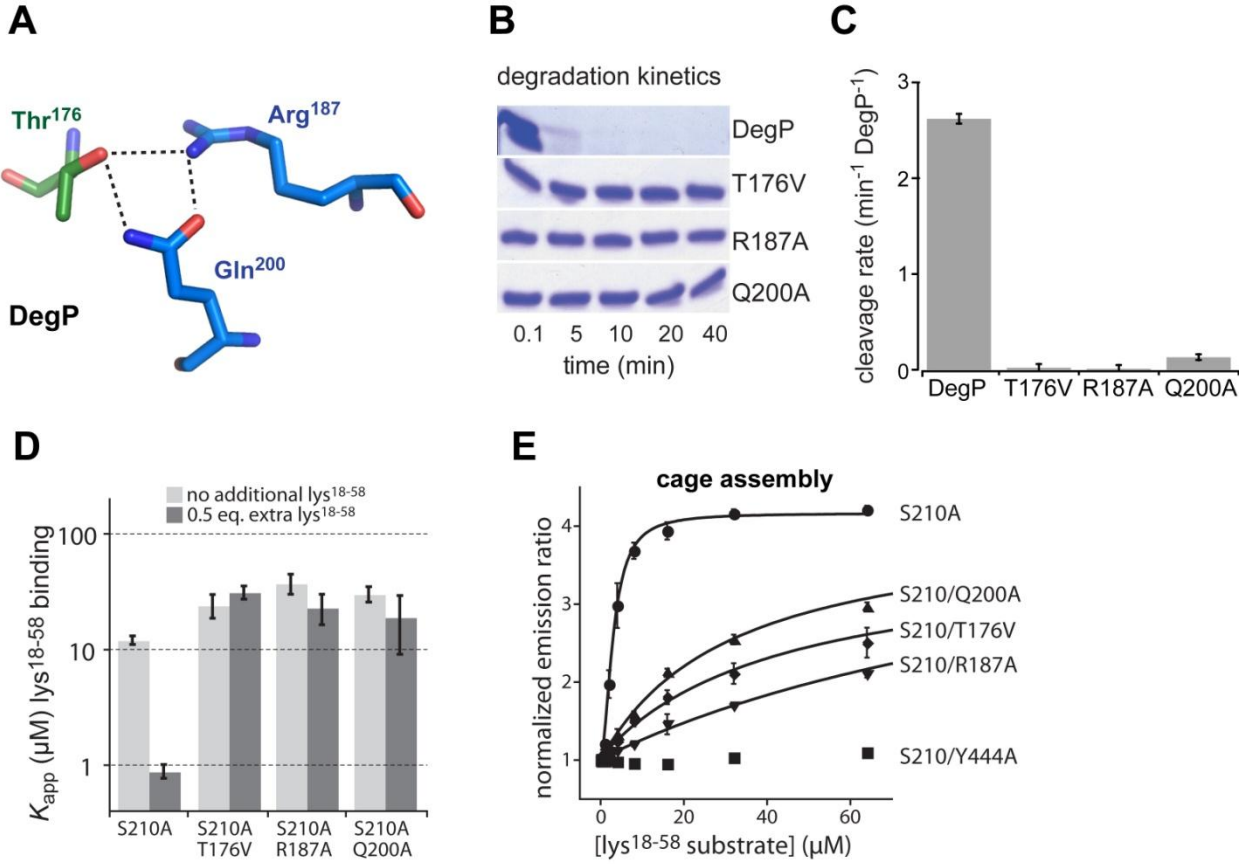 A
Thr176
Arg187
Gln200
DegP
B
degradation kinetics
DegP
T176V
R187A
Q200A
0.1 5 10 20 40
time (min)
C
cleavage rate (min-1 DegP-1)
3
2
1
0
DegP T176V R187A Q200A
D
no additional lys18-58
0.5 eq. extra lys18-58
Kapp (µM) lys18-58 binding
100
10
1
S210A S210A S210A S210A
T176V R187A Q200A
E
cage assembly
normalized emission ratio
4
3
2
1
S210A
S210/Q200A
S210/T176V
S210/R187A
S210/Y444A
0 20 40 60
[lys18-58 substrate] (µM)